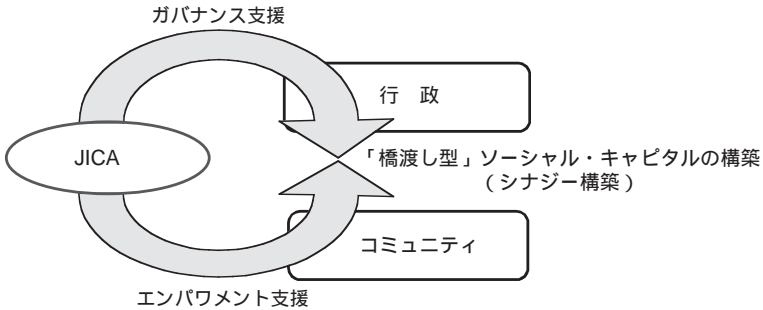 ガバナンス支援
行 政
JICA
「橋渡し型」ソーシャル・キャピタルの構築
(シナジー構築)
コミュニティ
エンパワメント支援